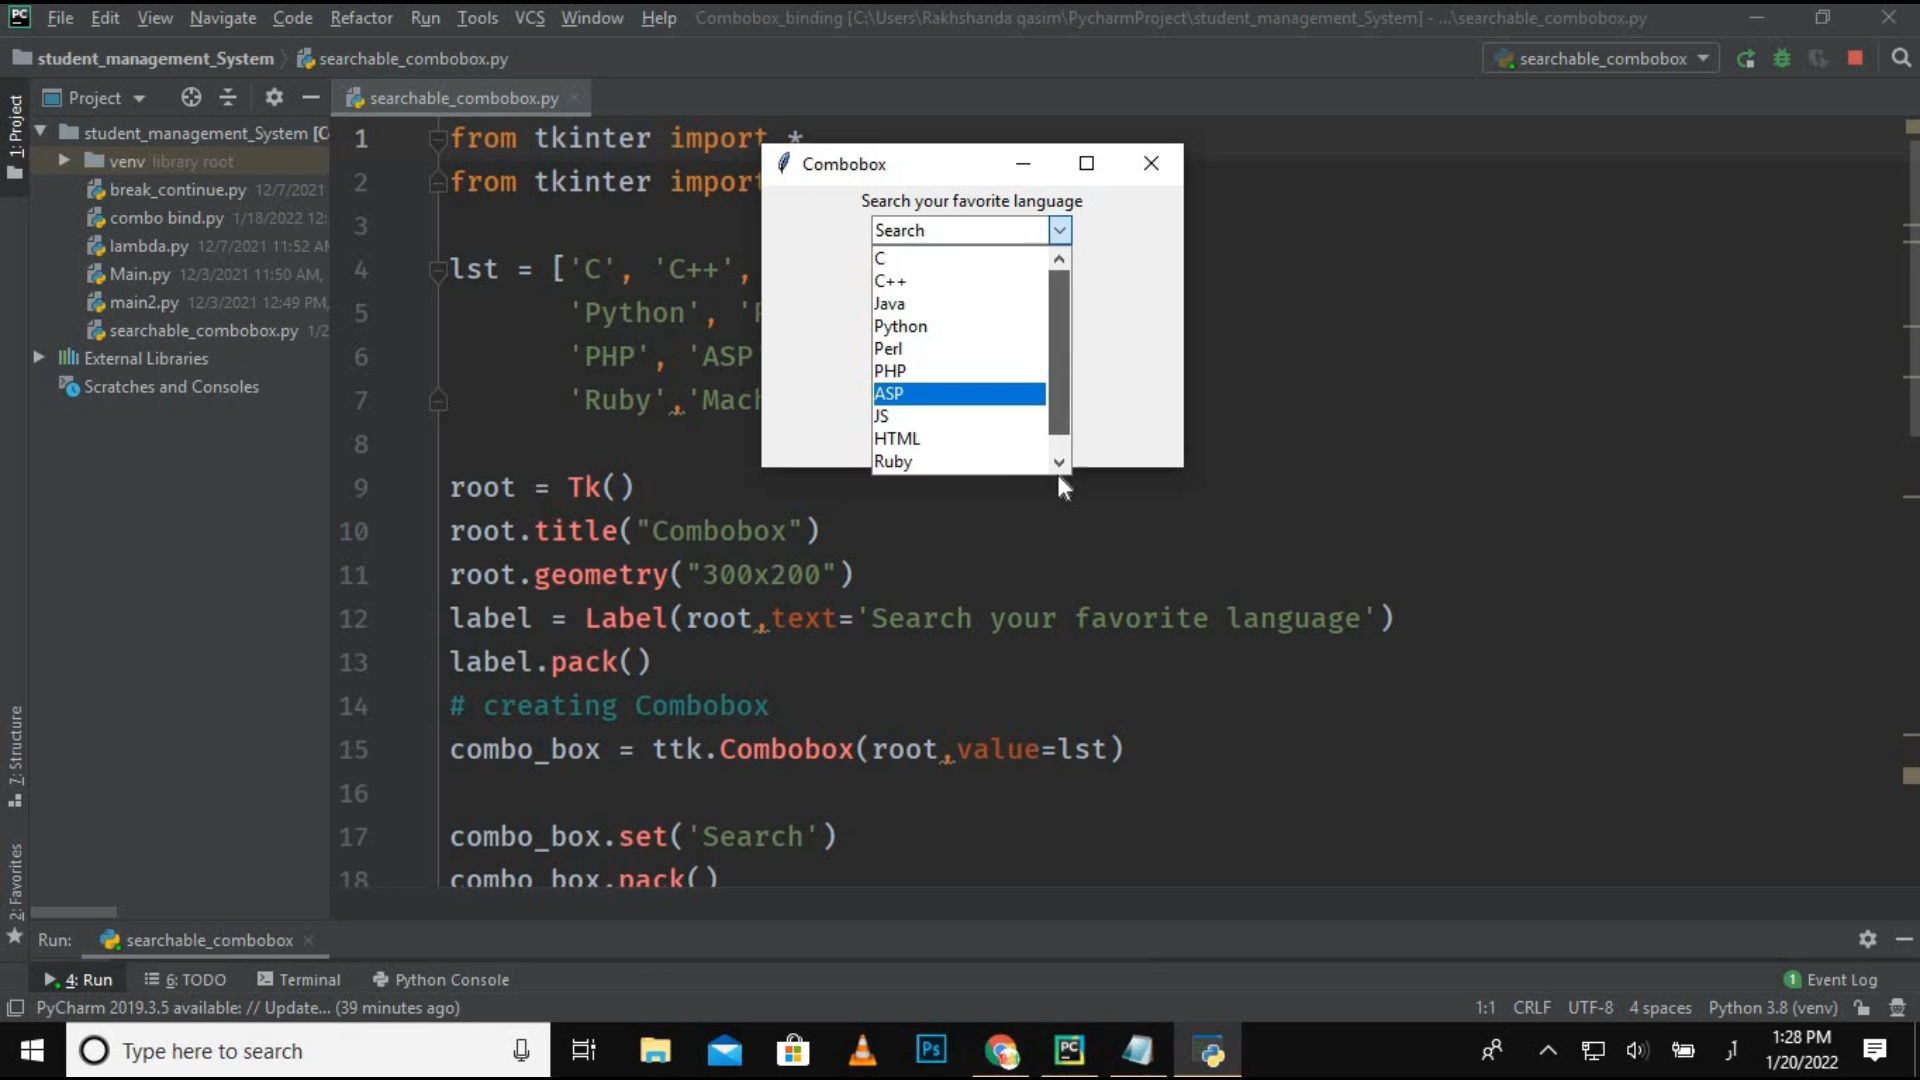 PC File Edit View Navigate Code Refactor Run Tools VCS Window Help Combobox_binding [C:\Users\Rakhshanda qasim\PycharmProject\student_management_System] - ...\searchable_combobox.py
student_management_System searchable_combobox.py searchable_combobox
1: Project
Project
searchable_combobox.py
student_management_System [C
venv library root
break_continue.py 12/7/2021
combo bind.py 1/18/2022 12:
lambda.py 12/7/2021 11:52 AM
Main.py 12/3/2021 11:50 AM,
main2.py 12/3/2021 12:49 PM,
searchable_combobox.py 1/2
External Libraries
Scratches and Consoles
7: Structure
2: Favorites
1 from tkinter import *
2 from tkinter import
3
4 lst = ['C', 'C++',
5 'Python', 'P
6 'PHP', 'ASP'
7 'Ruby','Mach
8
9 root = Tk()
10 root.title("Combobox")
11 root.geometry("300x200")
12 label = Label(root,text='Search your favorite language')
13 label.pack()
14 # creating Combobox
15 combo_box = ttk.Combobox(root,value=lst)
16
17 combo_box.set('Search')
18 combo_box.pack()
Combobox
Search your favorite language
Search
C
C++
Java
Python
Perl
PHP
ASP
JS
HTML
Ruby
Run: searchable_combobox
4: Run 6: TODO Terminal Python Console 1 Event Log
PyCharm 2019.3.5 available: // Update... (39 minutes ago) 1:1 CRLF UTF-8 4 spaces Python 3.8 (venv)
Type here to search Ps PC 1:28 PM
1/20/2022